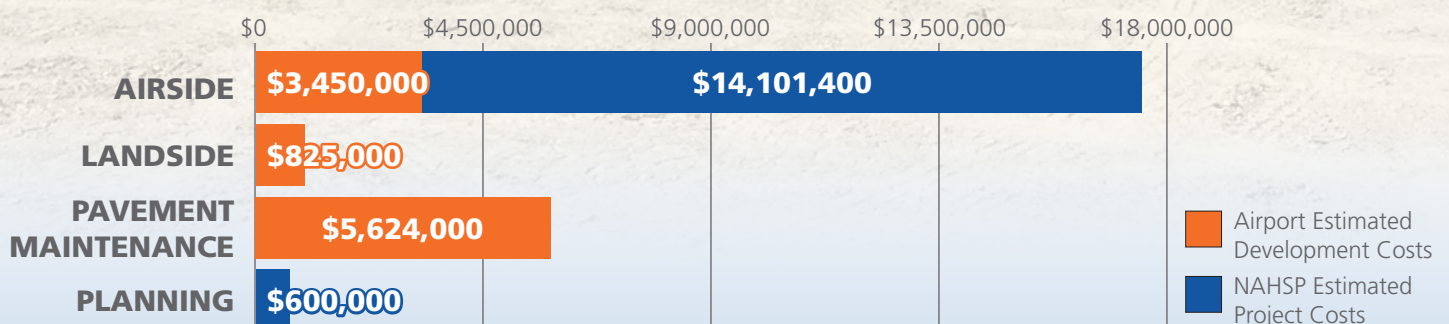 $0 $4,500,000 $9,000,000 $13,500,000 $18,000,000
AIRSIDE $3,450,000 $14,101,400
LANDSIDE $825,000
PAVEMENT
MAINTENANCE $5,624,000
PLANNING $600,000
Airport Estimated
Development Costs
NAHSP Estimated
Project Costs